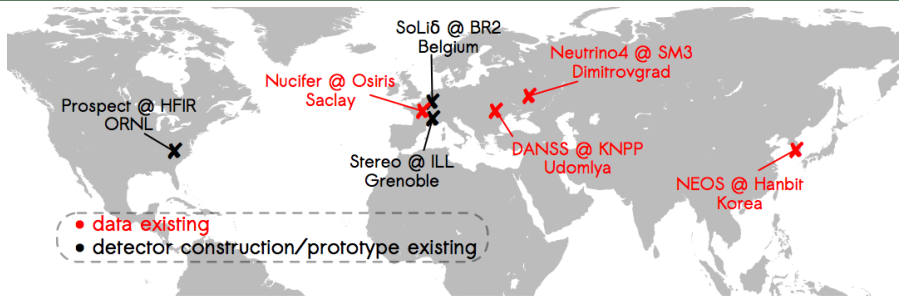 SoLiδ @ BR2
Belgium
Neutrino4 @ SM3
Dimitrovgrad
Nucifer @ Osiris
Saclay
Prospect @ HFIR
ORNL
DANSS @ KNPP
Udomlya
Stereo @ ILL
Grenoble
NEOS @ Hanbit
Korea
• data existing
• detector construction/prototype existing